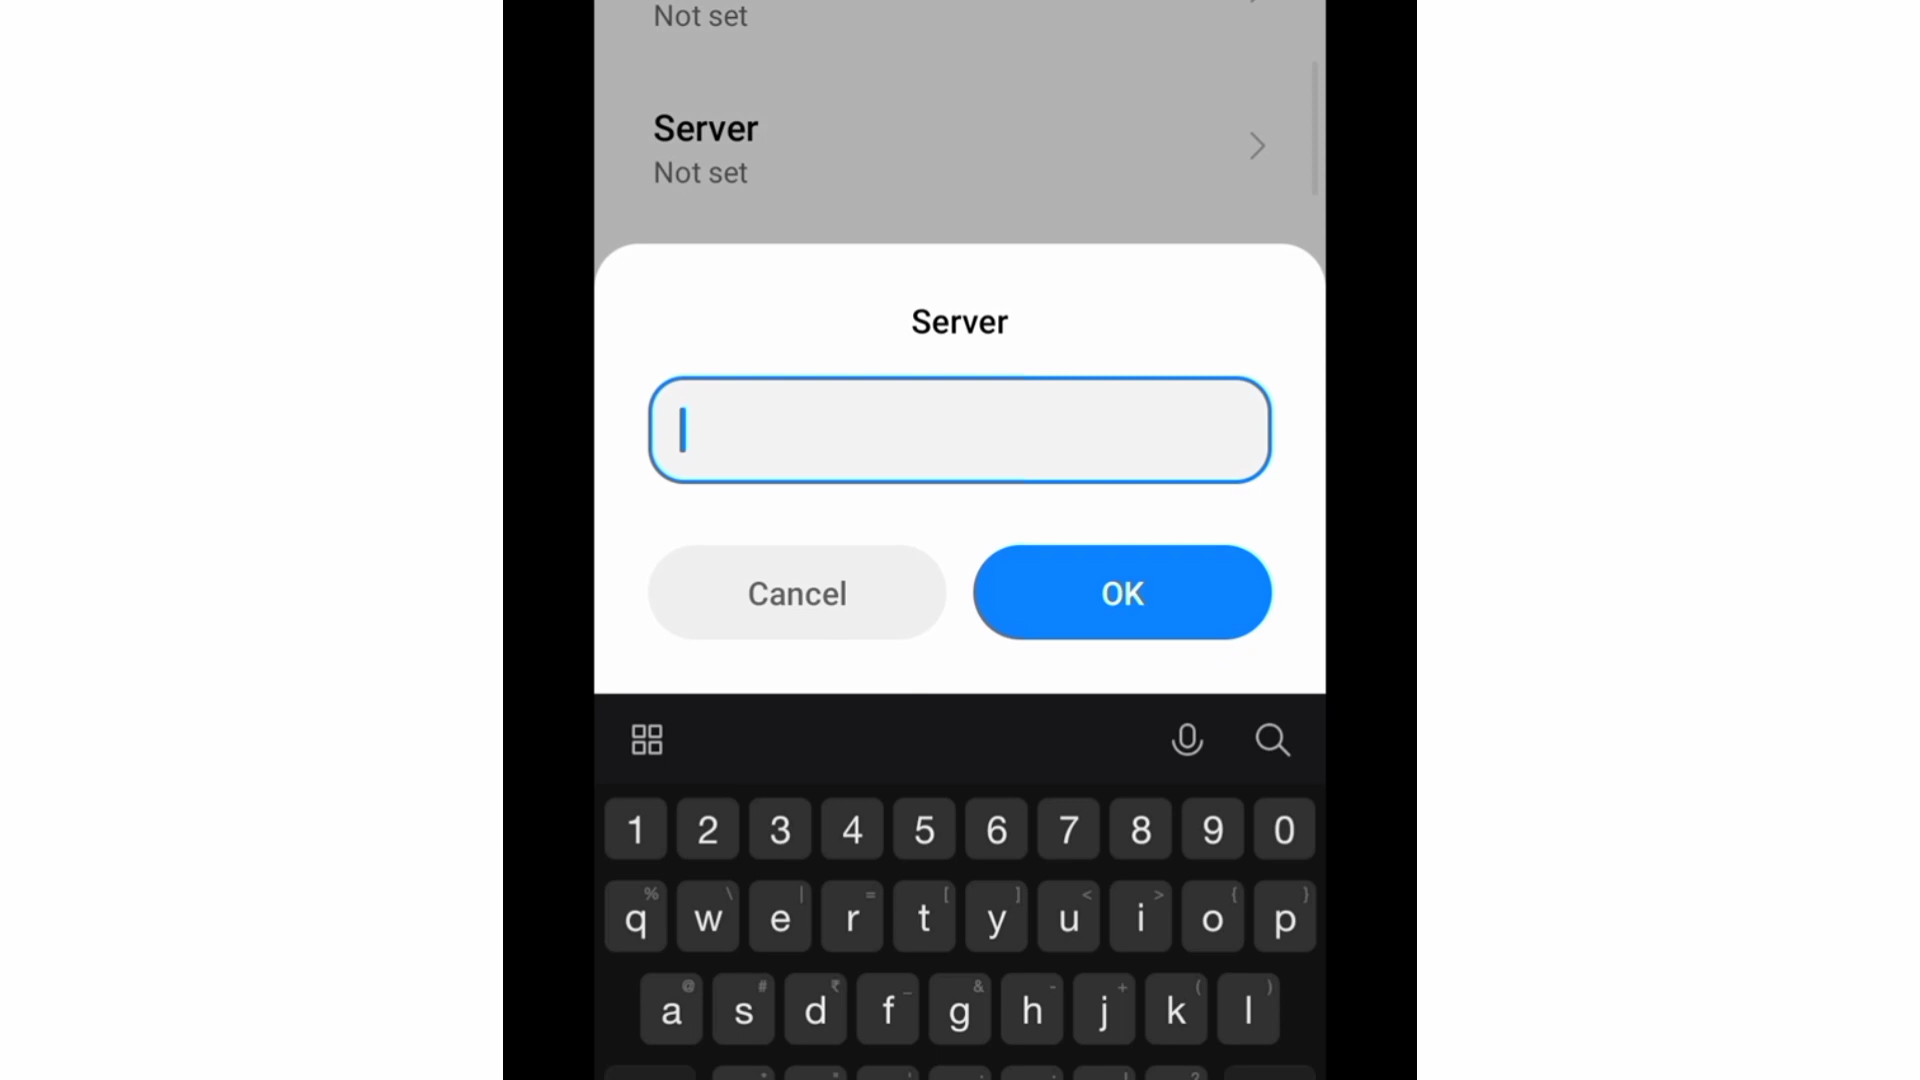 Not set
Server
Not set
Server
Cancel
OK
1 2 3 4 5 6 7 8 9 0
% \ | = [ ] < > { }
q w e r t y u i o p
@ # ₹ _ & - + ( )
a s d f g h j k l